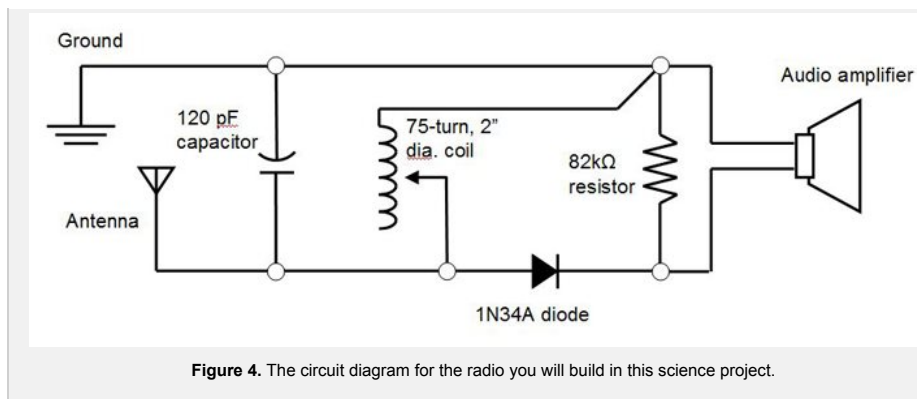 Ground
Audio amplifier
120 pF
capacitor
75-turn, 2”
dia. coil
82kΩ
resistor
Antenna
1N34A diode
Figure 4. The circuit diagram for the radio you will build in this science project.